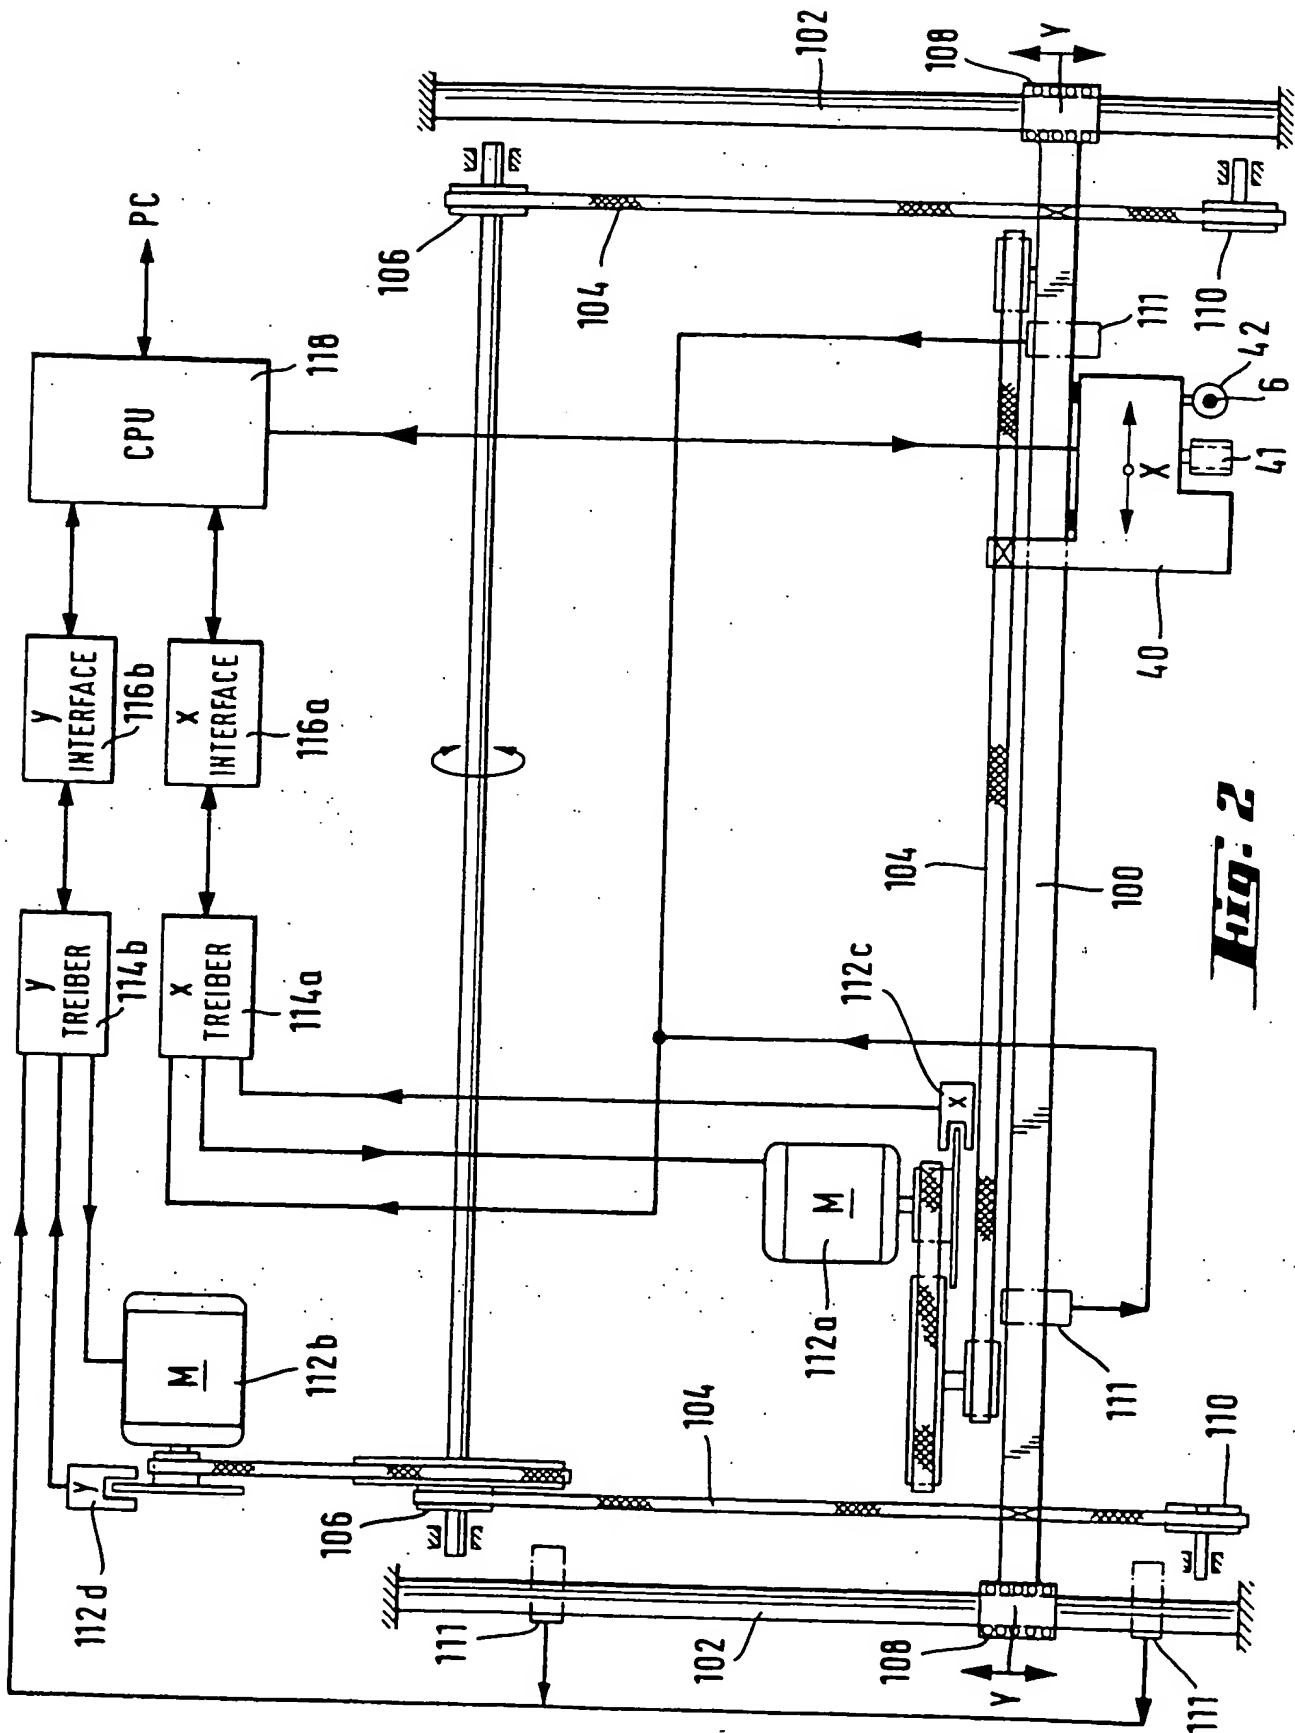 112d
Y
M
112b
Y
TREIBER
114b
X
TREIBER
114a
Y
INTERFACE
116b
X
INTERFACE
116a
CPU
118
PC
106
106
104
102
108
Y
111
102
104
M
112a
112c
X
104
110
108
Y
111
111
110
100
40
X
111
110
41
42
6
Fig. 2